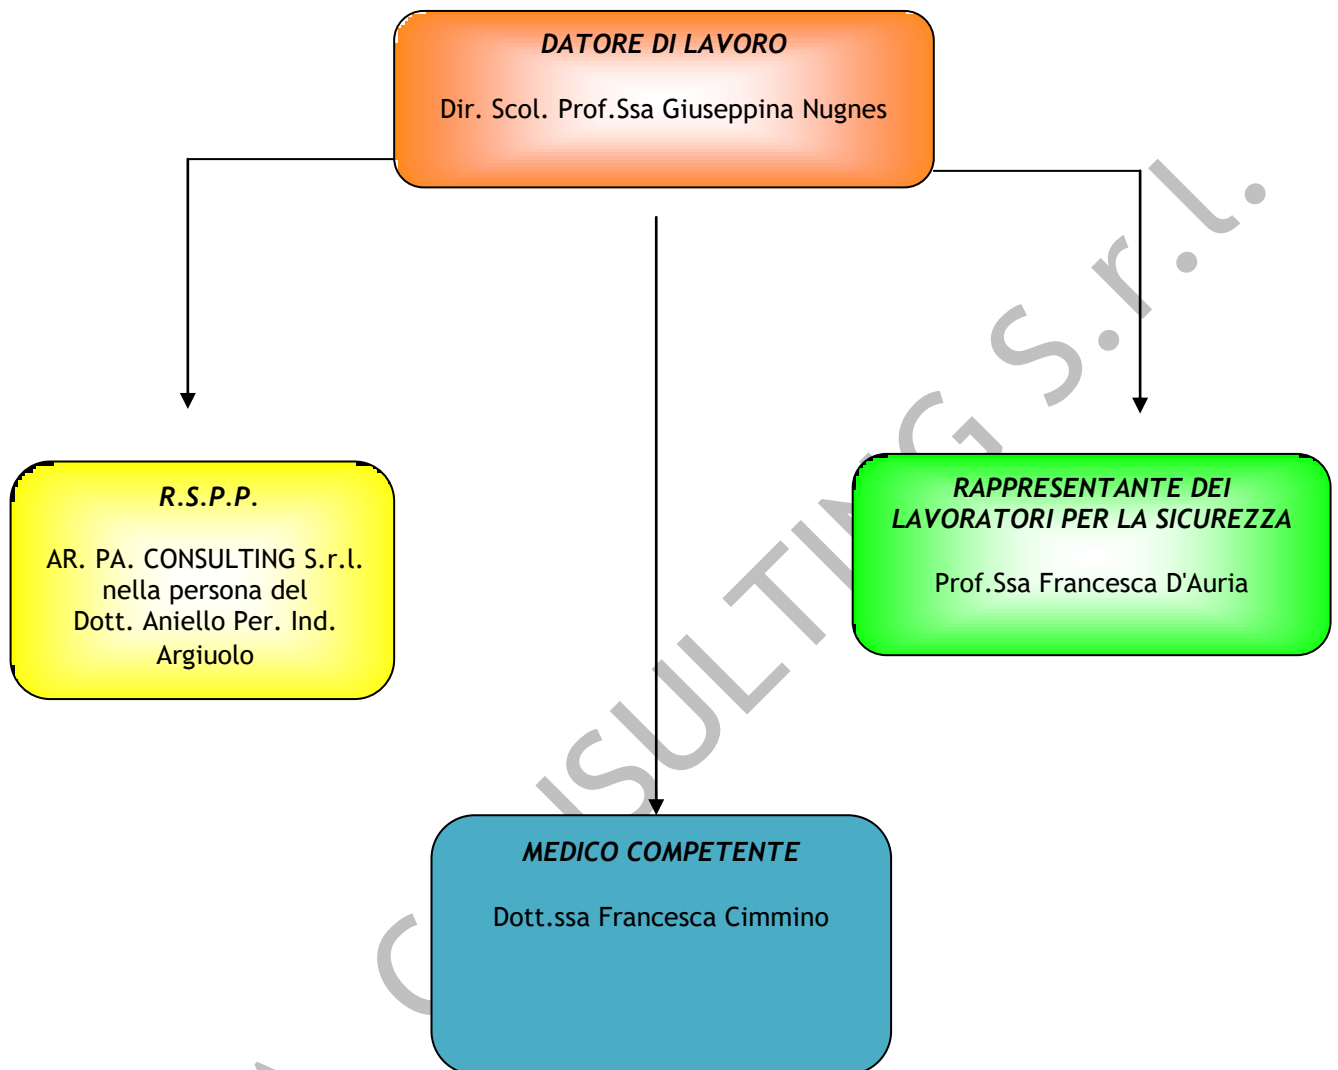 DATORE DI LAVORO
Dir. Scol. Prof.Ssa Giuseppina Nugnes
R.S.P.P.
AR. PA. CONSULTING S.r.l.
nella persona del
Dott. Aniello Per. Ind.
Argiuolo
RAPPRESENTANTE DEI
LAVORATORI PER LA SICUREZZA
Prof.Ssa Francesca D'Auria
MEDICO COMPETENTE
Dott.ssa Francesca Cimmino
S.r.l.